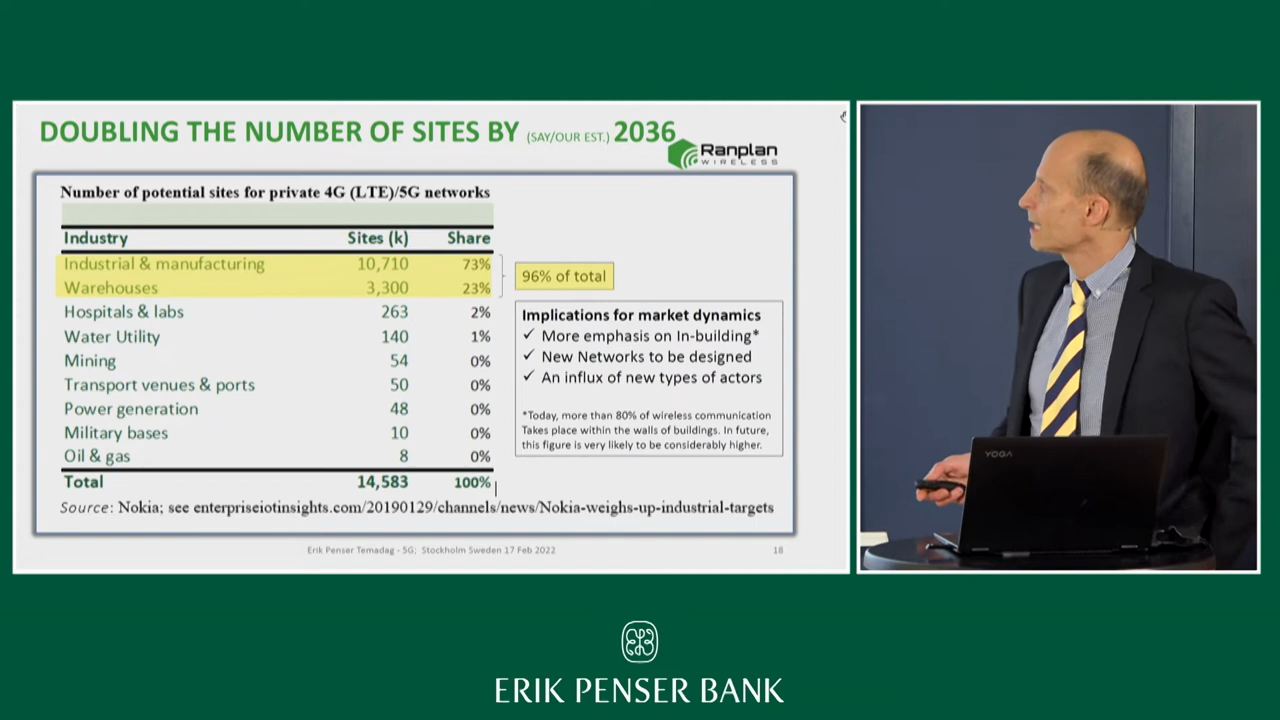 DOUBLING THE NUMBER OF SITES BY (SAY/OUR EST.) 2036
Ranplan
WIRELESS
Number of potential sites for private 4G (LTE)/5G networks
Industry Sites (k) Share
Industrial & manufacturing 10,710 73%
Warehouses 3,300 23%
Hospitals & labs 263 2%
Water Utility 140 1%
Mining 54 0%
Transport venues & ports 50 0%
Power generation 48 0%
Military bases 10 0%
Oil & gas 8 0%
Total 14,583 100%
96% of total
Implications for market dynamics
✓ More emphasis on In-building*
✓ New Networks to be designed
✓ An influx of new types of actors
*Today, more than 80% of wireless communication
Takes place within the walls of buildings. In future,
this figure is very likely to be considerably higher.
Source: Nokia; see enterpriseiotinsights.com/20190129/channels/news/Nokia-weighs-up-industrial-targets
Erik Penser Temadag - 5G; Stockholm Sweden 17 Feb 2022
18
YOGA
ERIK PENSER BANK